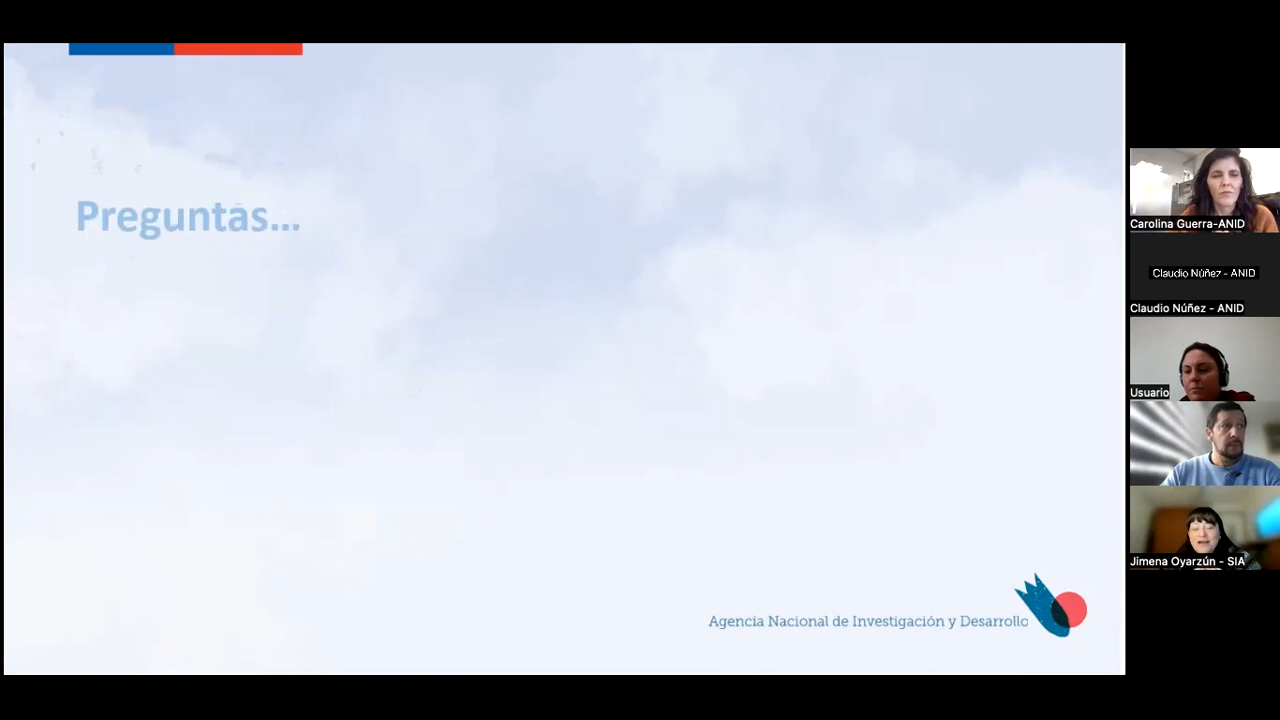 Preguntas...
Agencia Nacional de Investigación y Desarrollo
Carolina Guerra-ANID
Claudio Núñez - ANID
Claudio Núñez - ANID
Usuario
Jimena Oyarzún - SIA